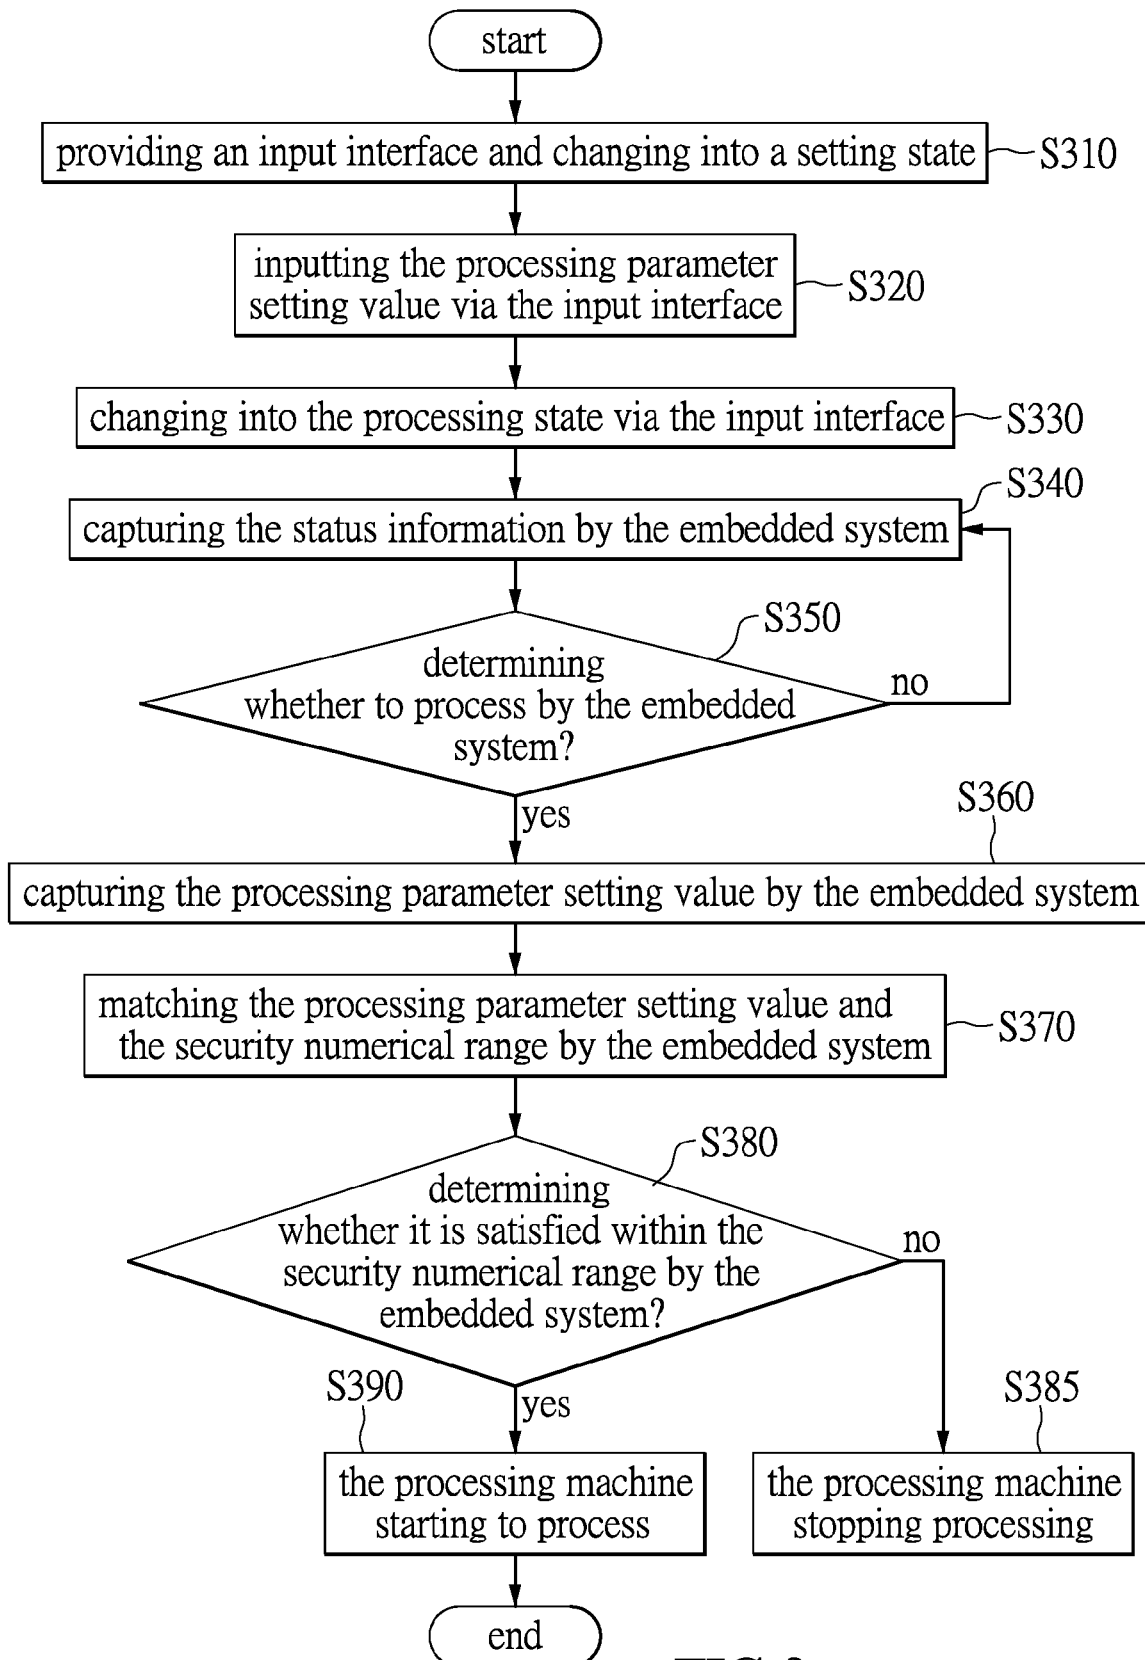 start
providing an input interface and changing into a setting state
S310
inputting the processing parameter
setting value via the input interface
S320
changing into the processing state via the input interface
S330
S340
capturing the status information by the embedded system
S350
determining
whether to process by the embedded
system?
no
yes
S360
capturing the processing parameter setting value by the embedded system
matching the processing parameter setting value and
the security numerical range by the embedded system
S370
S380
determining
whether it is satisfied within the
security numerical range by the
embedded system?
no
yes
S390
S385
the processing machine
starting to process
the processing machine
stopping processing
end